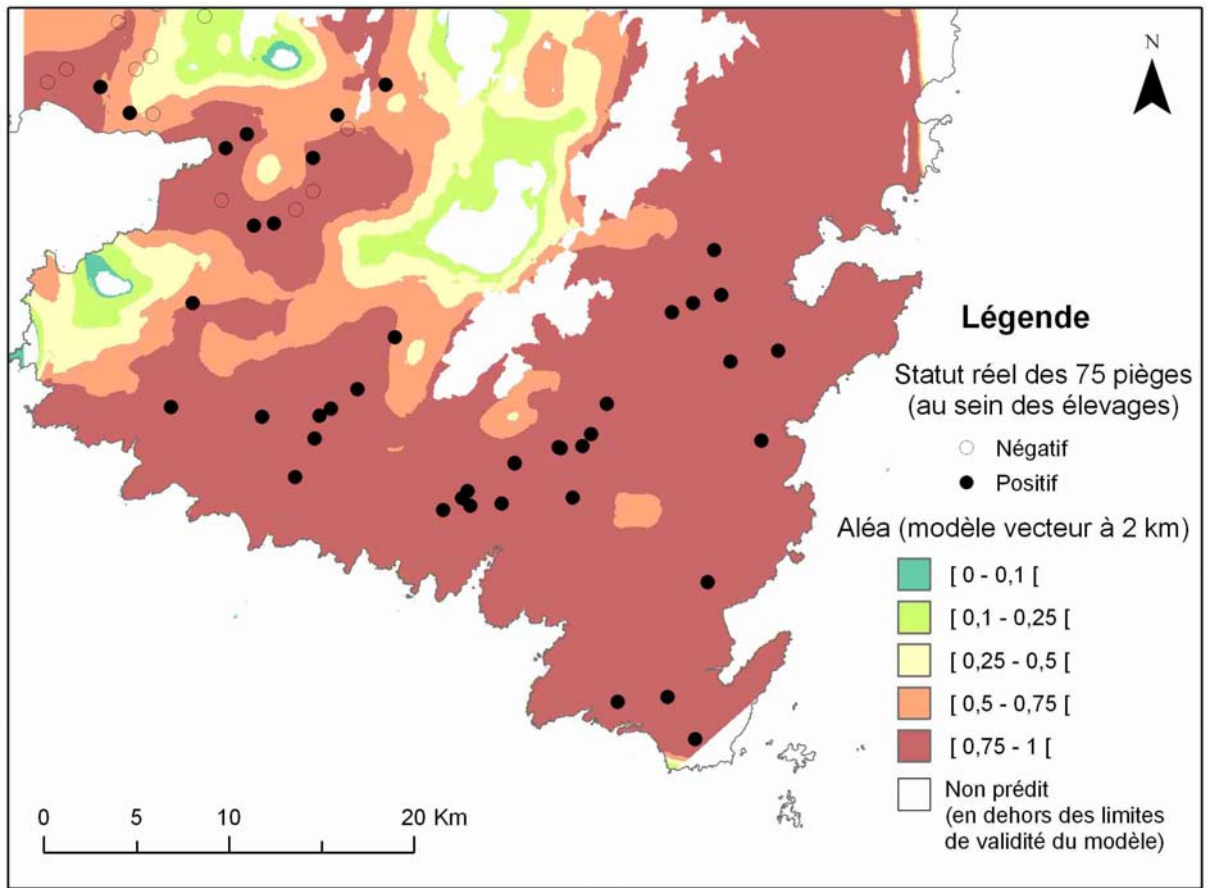 N
Légende
Statut réel des 75 pièges
(au sein des élevages)
Négatif
Positif
Aléa (modèle vecteur à 2 km)
[ 0 - 0,1 [
[ 0,1 - 0,25 [
[ 0,25 - 0,5 [
[ 0,5 - 0,75 [
[ 0,75 - 1 [
Non prédit
(en dehors des limites
de validité du modèle)
0 5 10 20 Km